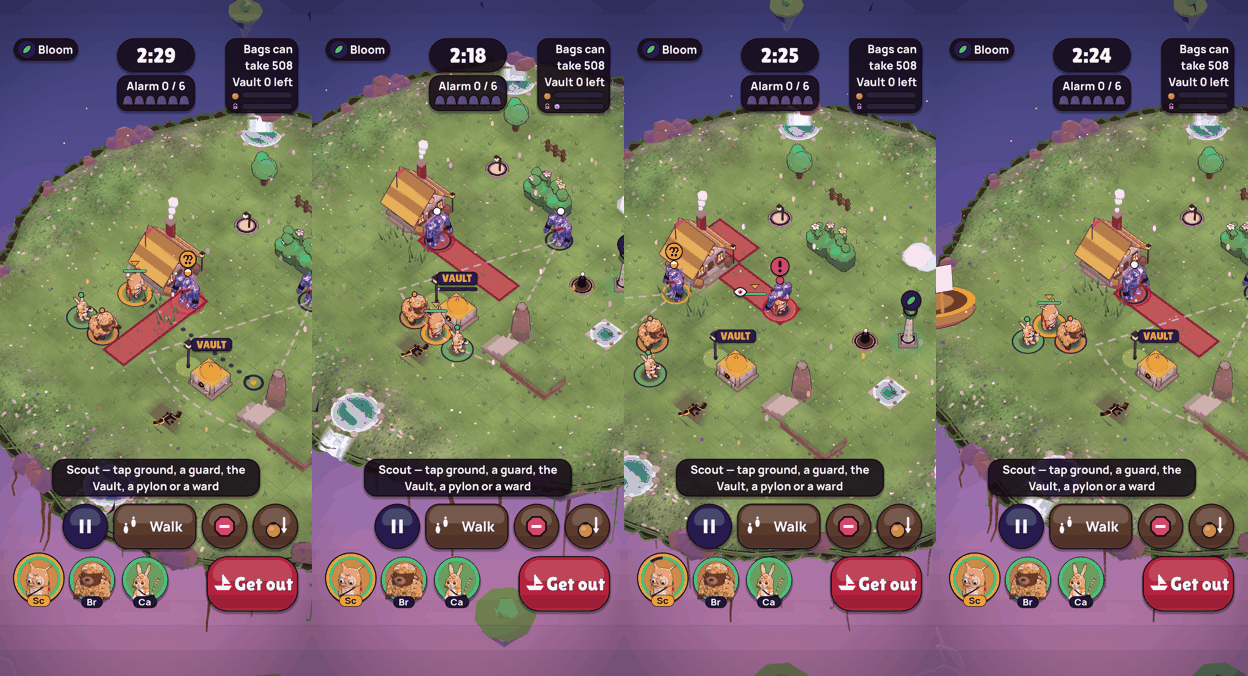 Bloom
2:29
Alarm 0 / 6
Bags can
take 508
Vault 0 left
??
VAULT
Scout — tap ground, a guard, the
Vault, a pylon or a ward
Walk
Sc
Br
Ca
Get out
Bloom
2:18
Alarm 0 / 6
Bags can
take 508
Vault 0 left
VAULT
Scout — tap ground, a guard, the
Vault, a pylon or a ward
Walk
Sc
Br
Ca
Get out
Bloom
2:25
Alarm 0 / 6
Bags can
take 508
Vault 0 left
??
!
VAULT
Scout — tap ground, a guard, the
Vault, a pylon or a ward
Walk
Sc
Br
Ca
Get out
Bloom
2:24
Alarm 0 / 6
Bags can
take 508
Vault 0 left
VAULT
Scout — tap ground, a guard, the
Vault, a pylon or a ward
Walk
Sc
Br
Ca
Get out